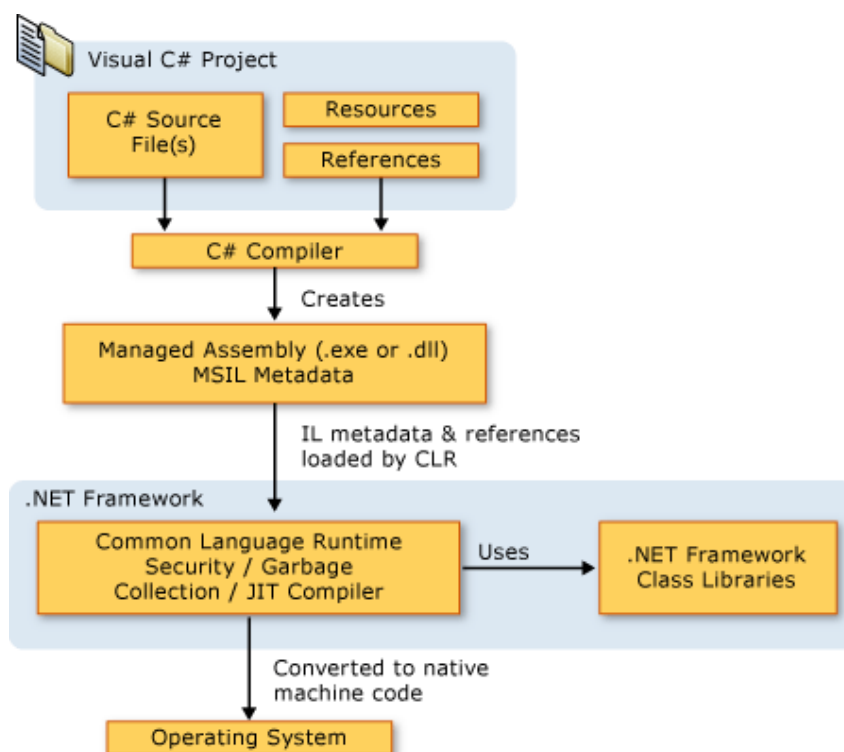 Visual C# Project
C# Source
File(s)
Resources
References
C# Compiler
Creates
Managed Assembly (.exe or .dll)
MSIL Metadata
IL metadata & references
loaded by CLR
.NET Framework
Common Language Runtime
Security / Garbage
Collection / JIT Compiler
Uses
.NET Framework
Class Libraries
Converted to native
machine code
Operating System